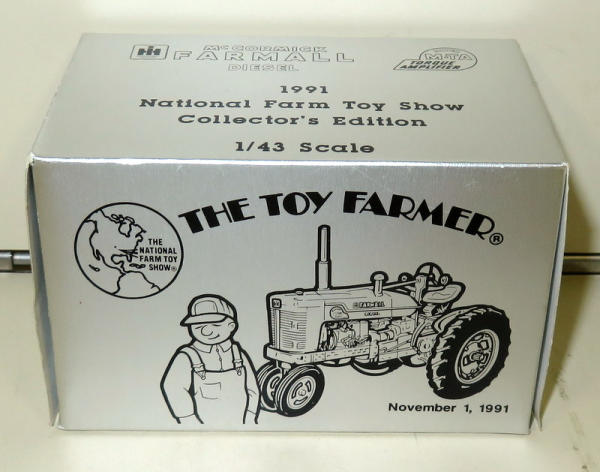 IH
McCORMICK
FARMALL
DIESEL
M-TA
TORQUE
AMPLIFIER
1991
National Farm Toy Show
Collector's Edition
1/43 Scale
THE TOY FARMER®
THE
NATIONAL
FARM TOY
SHOW®
FARMALL
November 1, 1991